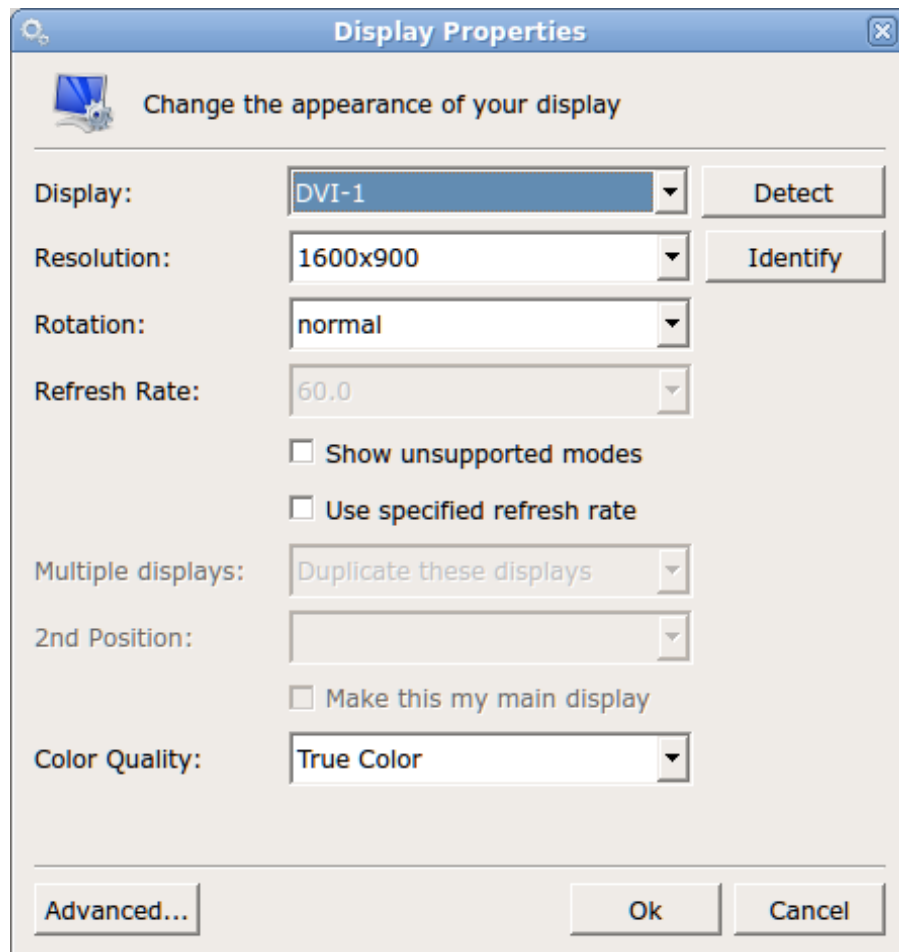 Display Properties
Change the appearance of your display
Display: DVI-1 Detect
Resolution: 1600x900 Identify
Rotation: normal
Refresh Rate: 60.0
Show unsupported modes
Use specified refresh rate
Multiple displays: Duplicate these displays
2nd Position:
Make this my main display
Color Quality: True Color
Advanced... Ok Cancel